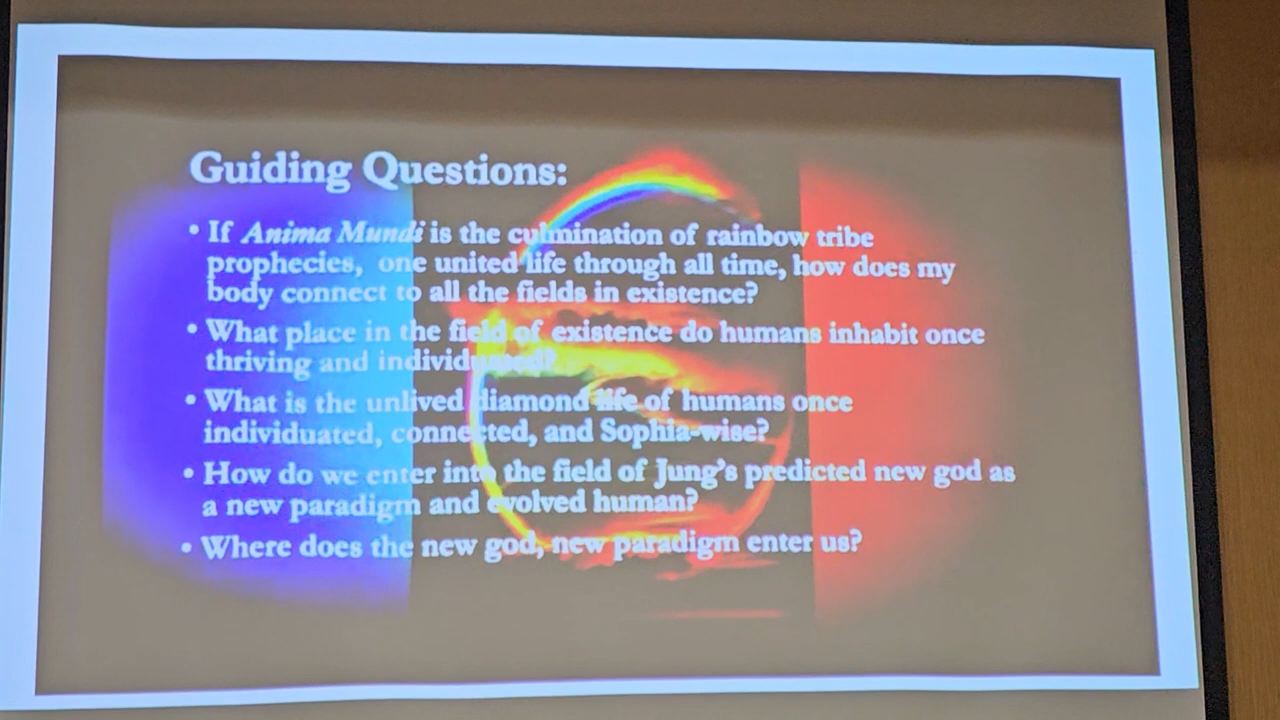 Guiding Questions:
• If Anima Mundi is the culmination of rainbow tribe
prophecies, one united life through all time, how does my
body connect to all the fields in existence?
• What place in the field of existence do humans inhabit once
thriving and individuated?
• What is the unlived diamond life of humans once
individuated, connected, and Sophia-wise?
• How do we enter into the field of Jung's predicted new god as
a new paradigm and evolved human?
• Where does the new god, new paradigm enter us?